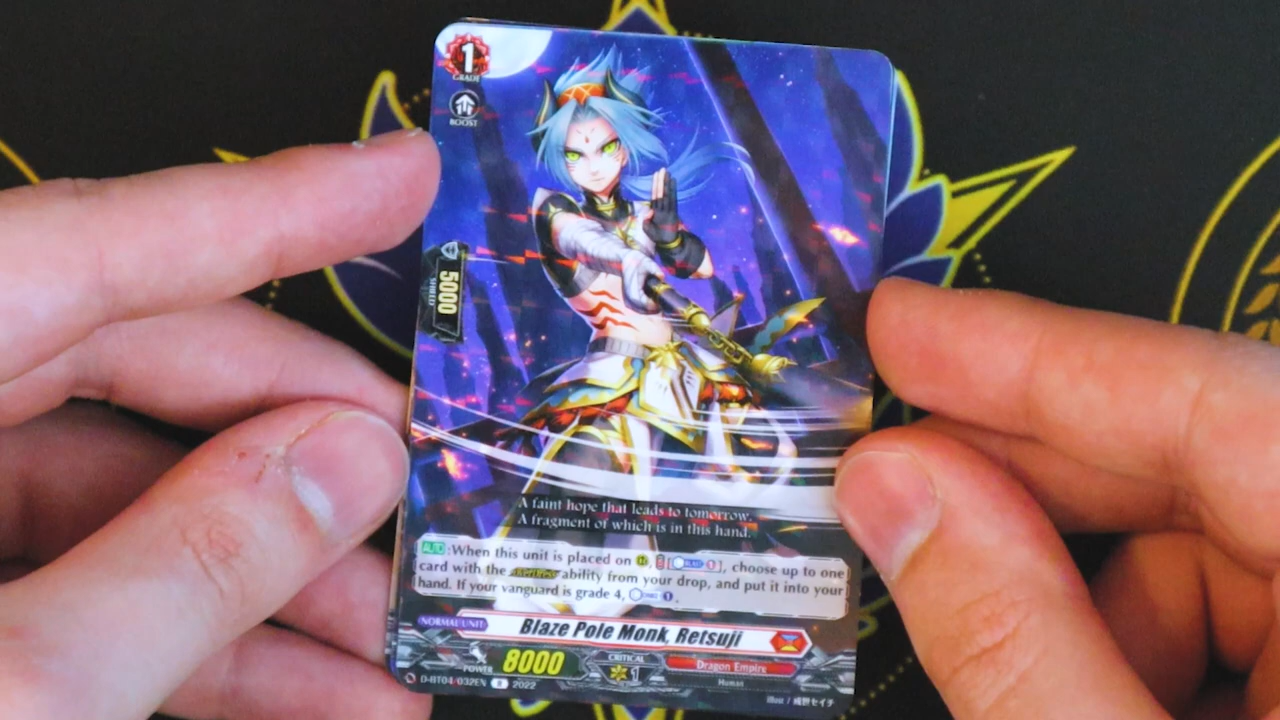 1
GRADE
BOOST
5000
SHIELD
A faint hope that leads to tomorrow.
A fragment of which is in this hand.
AUTO:When this unit is placed on , [ 1], choose up to one
card with the ability from your drop, and put it into your
hand. If your vanguard is grade 4, 1.
NORMAL UNIT
Blaze Pole Monk, Retsuji
POWER 8000 CRITICAL 1 Dragon Empire
D-BT04/032EN R 2022 Human
illust / 成世セイチ